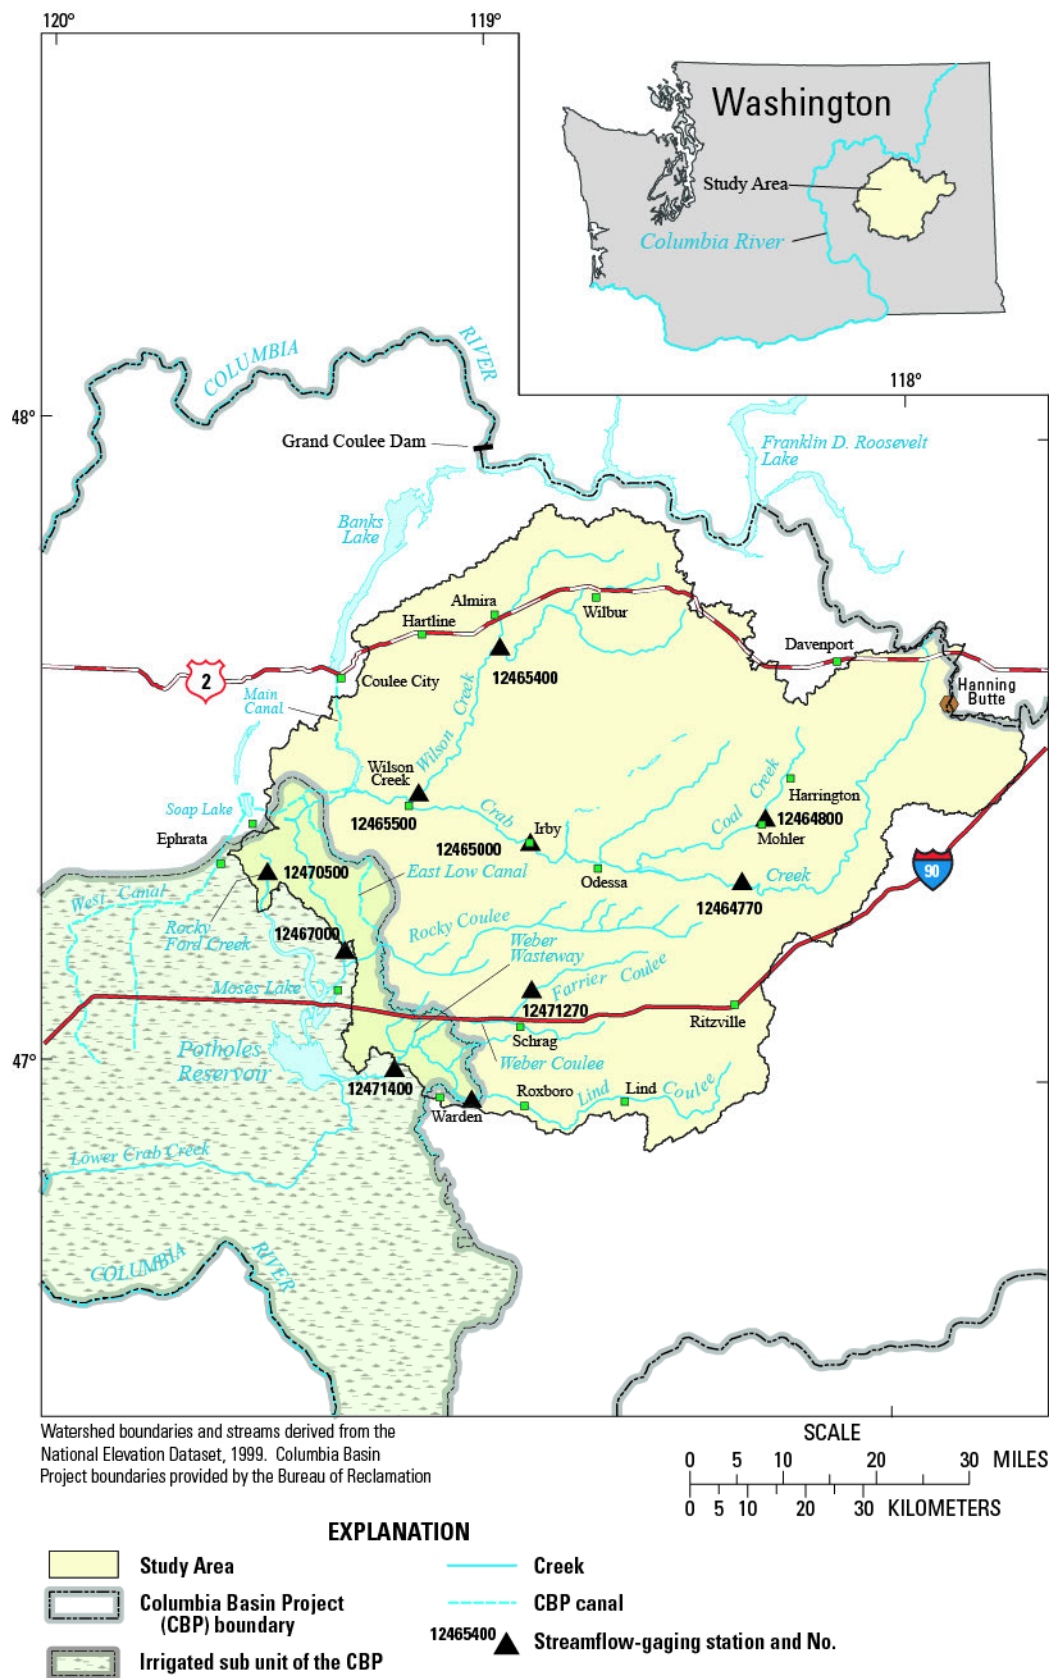 120°
119°
Washington
Study Area
Columbia River
118°
COLUMBIA
RIVER
48°
Grand Coulee Dam
Franklin D. Roosevelt
Lake
Banks
Lake
Almira
Wilbur
Hartline
Davenport
12465400
2
Coulee City
Hanning
Butte
Main
Canal
Wilson Creek
Wilson
Creek
Harrington
Coal Creek
Soap Lake
12465500
Crab
Irby
12464800
Mohler
Ephrata
12465000
12470500
East Low Canal
Odessa
Creek
90
12464770
West Canal
Rocky
Ford Creek
12467000
Rocky Coulee
Weber
Wasteway
Farrier Coulee
Moses Lake
12471270
Ritzville
Schrag
47°
Potholes
Reservoir
Weber Coulee
12471400
Roxboro
Lind
Lind Coulee
Warden
Lower Crab Creek
COLUMBIA
RIVER
Watershed boundaries and streams derived from the
National Elevation Dataset, 1999. Columbia Basin
Project boundaries provided by the Bureau of Reclamation
SCALE
0 5 10 20 30 MILES
0 5 10 20 30 KILOMETERS
EXPLANATION
Study Area
Creek
Columbia Basin Project
(CBP) boundary
CBP canal
12465400
Streamflow-gaging station and No.
Irrigated sub unit of the CBP